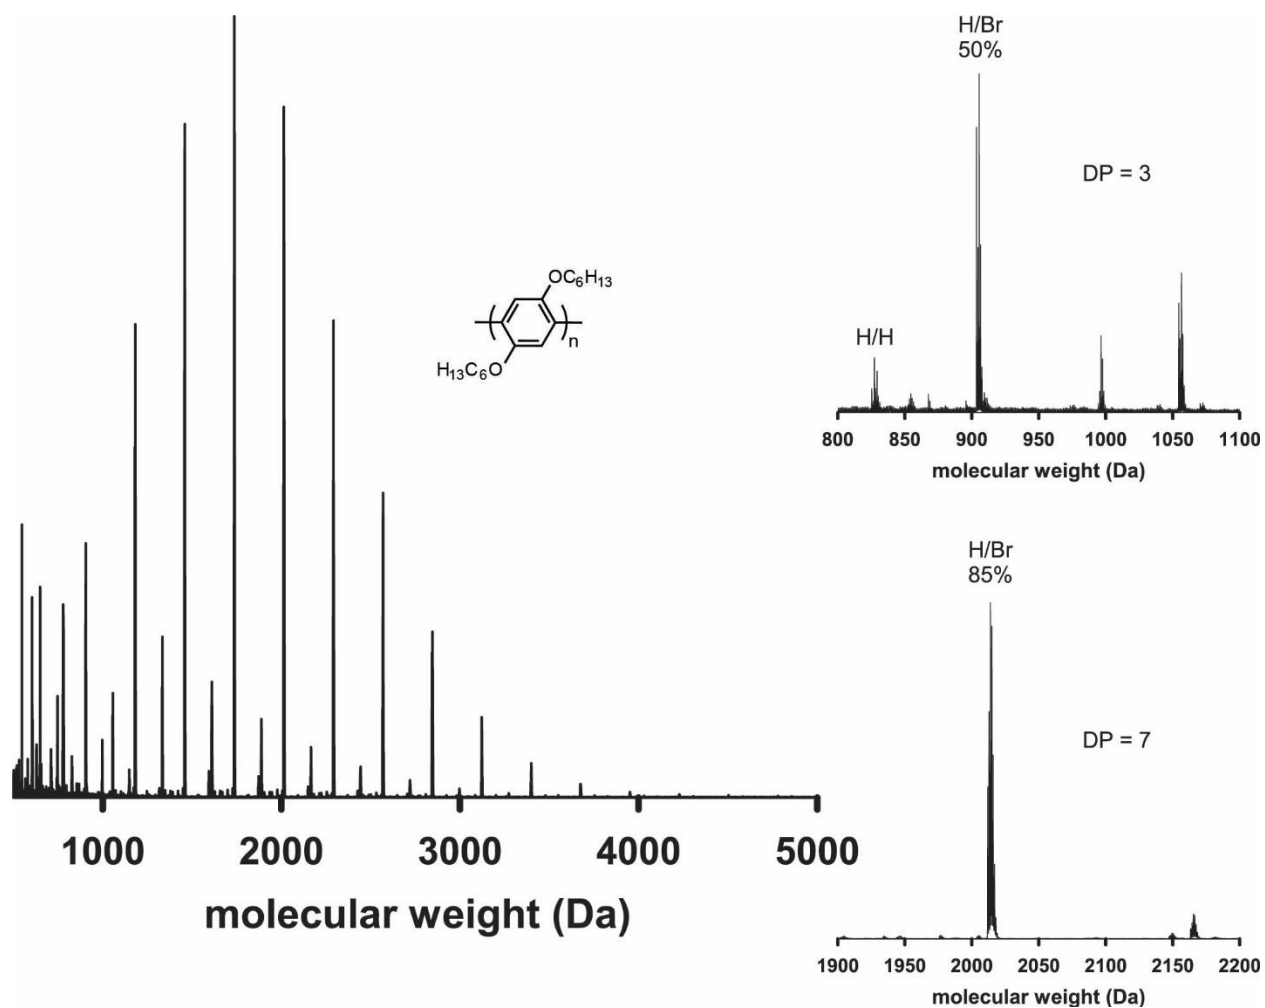 OC6H13
n
H13C6O
1000 2000 3000 4000 5000
molecular weight (Da)
H/Br
50%
DP = 3
H/H
800 850 900 950 1000 1050 1100
molecular weight (Da)
H/Br
85%
DP = 7
1900 1950 2000 2050 2100 2150 2200
molecular weight (Da)